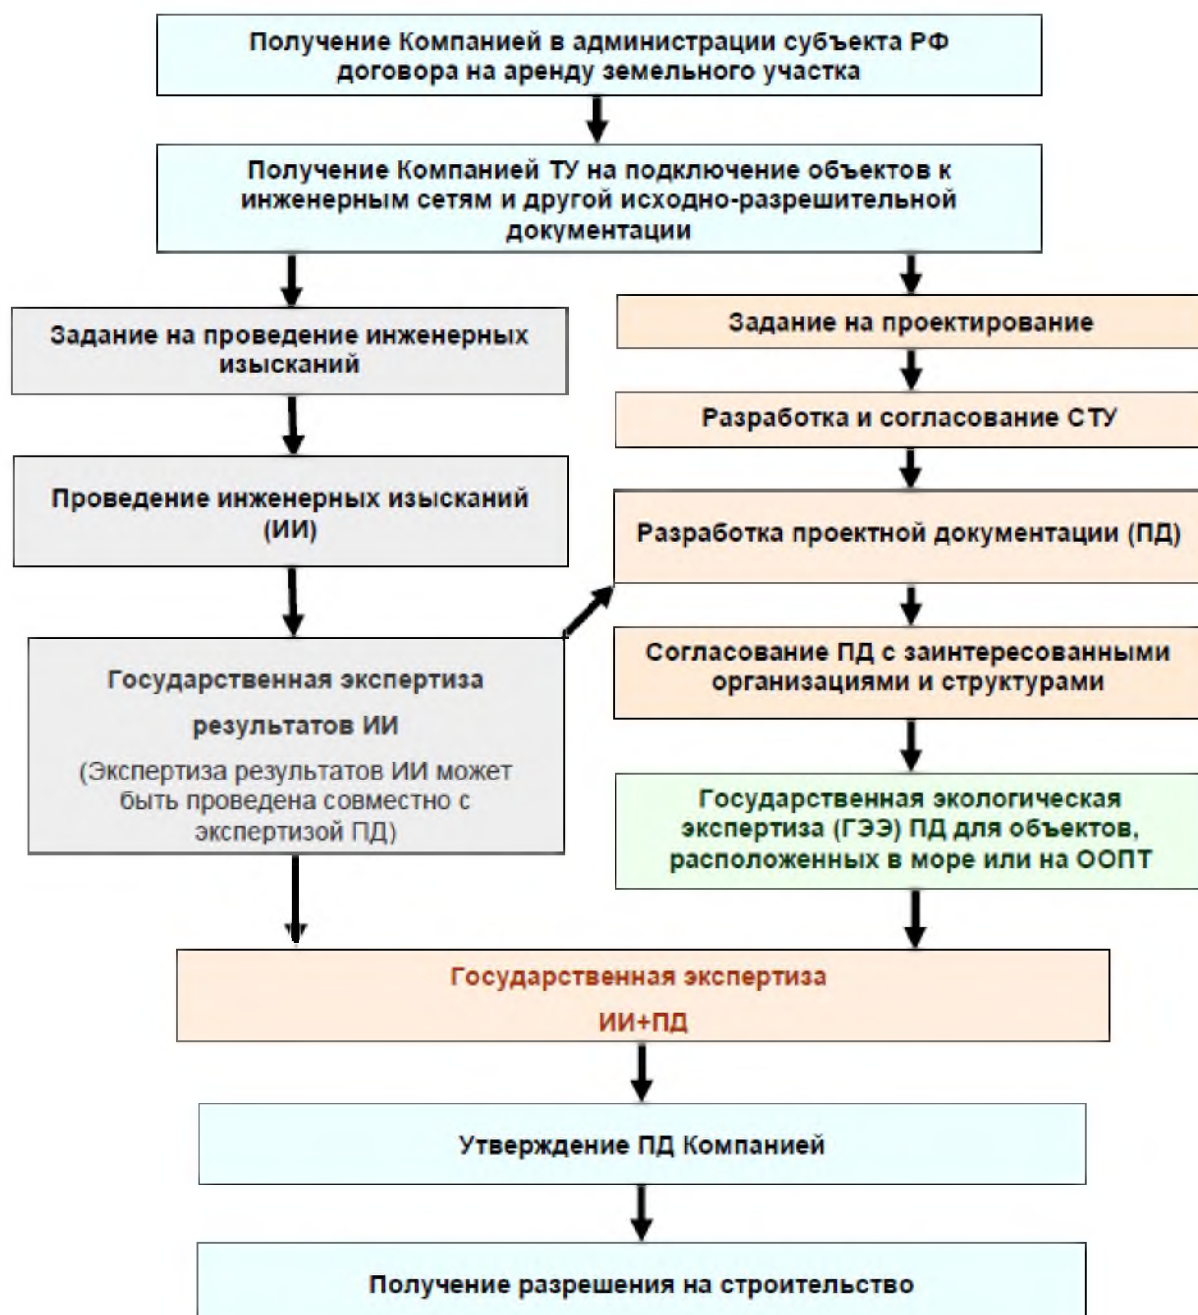 Получение Компанией в администрации субъекта РФ
договора на аренду земельного участка
Получение Компанией ТУ на подключение объектов к
инженерным сетям и другой исходно-разрешительной
документации
Задание на проведение инженерных
изысканий
Проведение инженерных изысканий
(ИИ)
Государственная экспертиза
результатов ИИ
(Экспертиза результатов ИИ может
быть проведена совместно с
экспертизой ПД)
Задание на проектирование
Разработка и согласование СТУ
Разработка проектной документации (ПД)
Согласование ПД с заинтересованными
организациями и структурами
Государственная экологическая
экспертиза (ГЭЭ) ПД для объектов,
расположенных в море или на ООПТ
Государственная экспертиза
ИИ+ПД
Утверждение ПД Компанией
Получение разрешения на строительство